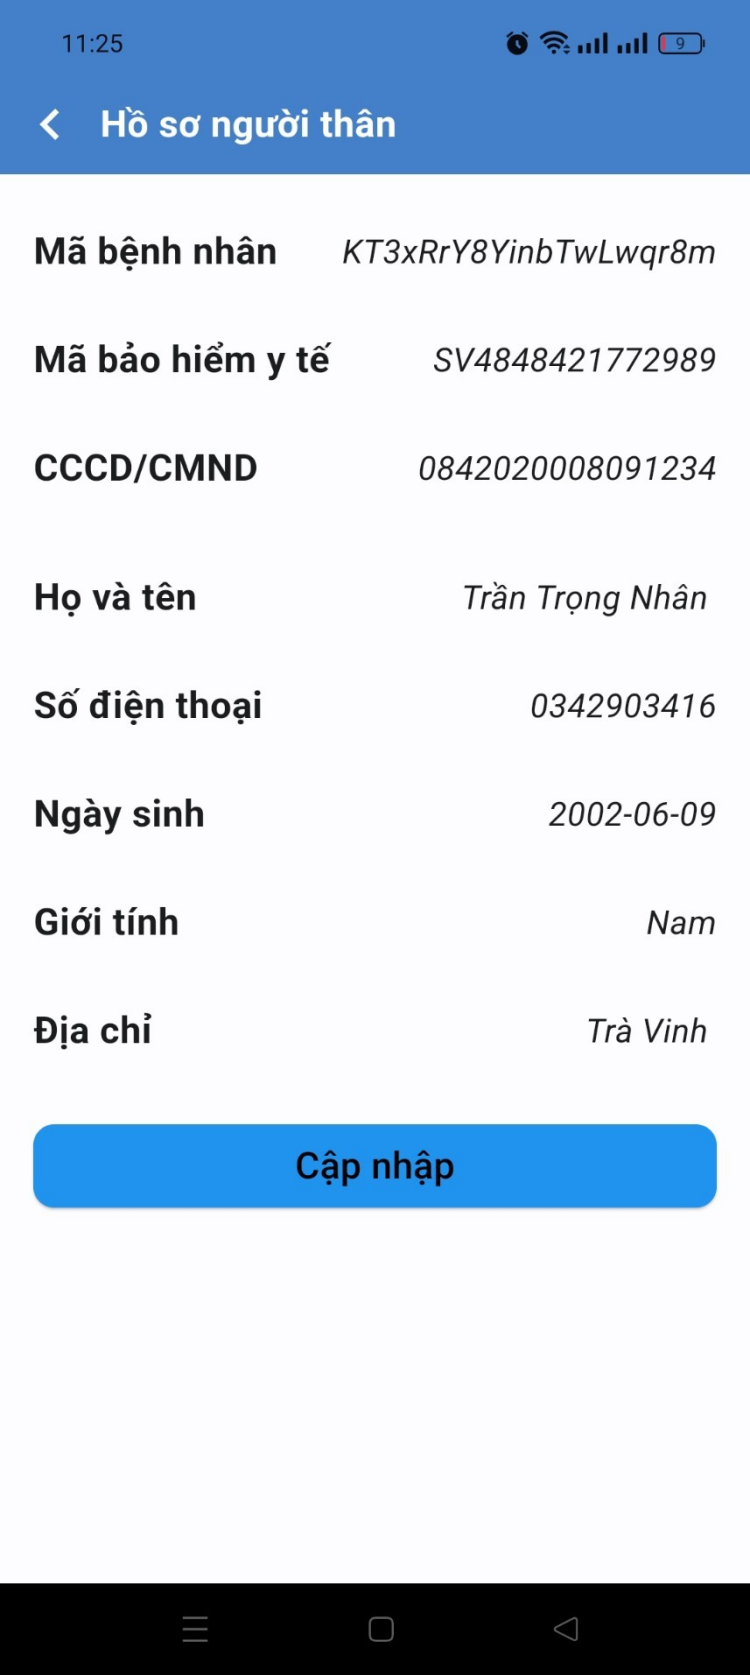 11:25
9
Hồ sơ người thân
Mã bệnh nhân KT3xRrY8YinbTwLwqr8m
Mã bảo hiểm y tế SV4848421772989
CCCD/CMND 0842020008091234
Họ và tên Trần Trọng Nhân
Số điện thoại 0342903416
Ngày sinh 2002-06-09
Giới tính Nam
Địa chỉ Trà Vinh
Cập nhập